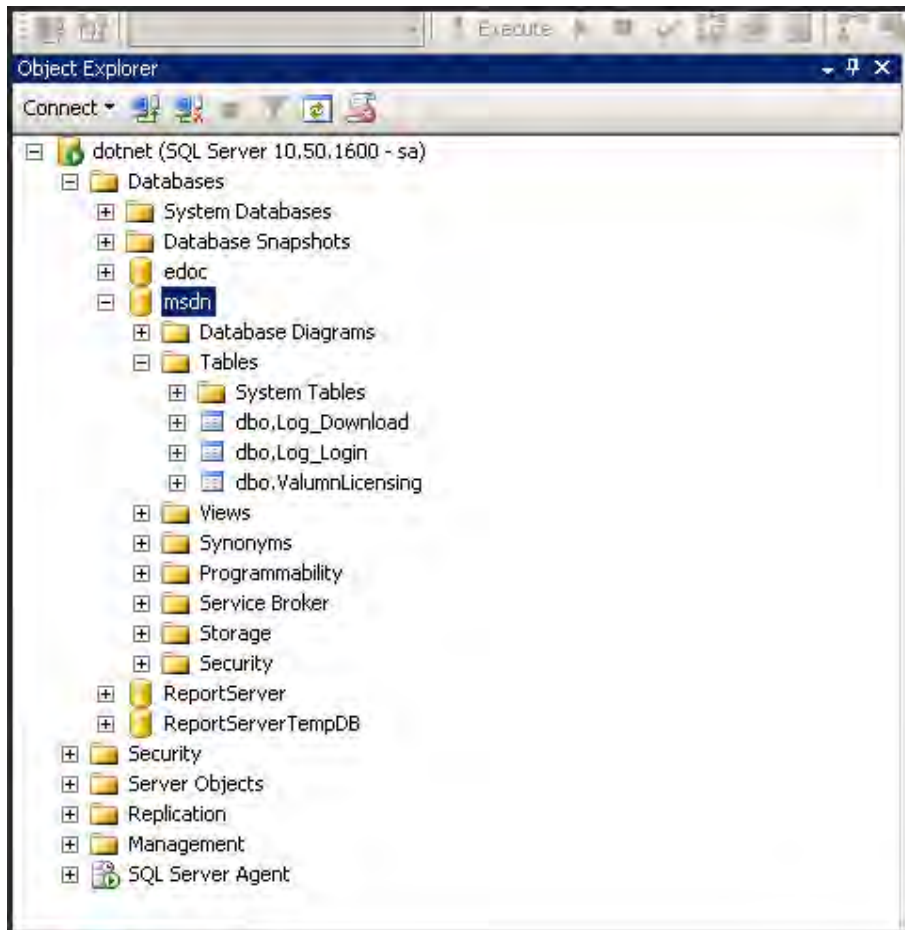 Execute
Object Explorer
Connect
dotnet (SQL Server 10.50.1600 - sa)
Databases
System Databases
Database Snapshots
edoc
msdn
Database Diagrams
Tables
System Tables
dbo.Log_Download
dbo.Log_Login
dbo.ValumnLicensing
Views
Synonyms
Programmability
Service Broker
Storage
Security
ReportServer
ReportServerTempDB
Security
Server Objects
Replication
Management
SQL Server Agent